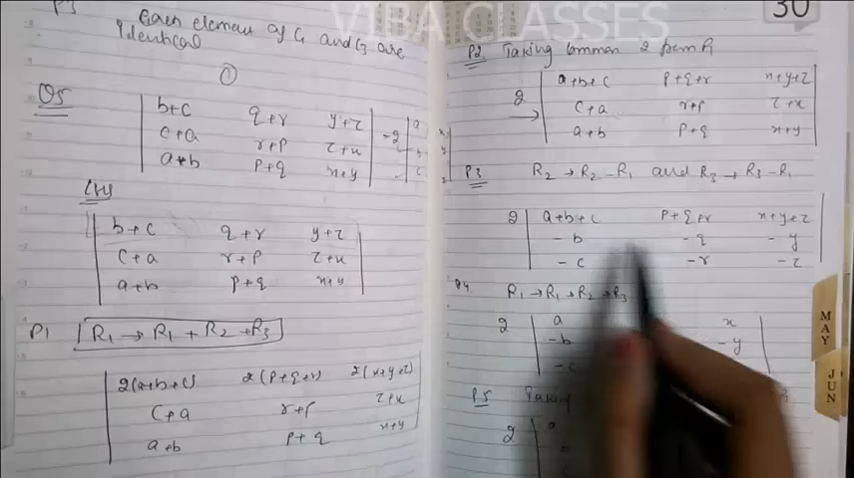 VIBA CLASSES
P3
Each element of C1 and C3 are
Identical
①
Q5
b+c q+r y+z
c+a r+p z+x
a+b p+q x+y
LHS
b+c q+r y+z
c+a r+p z+x
a+b p+q x+y
P1 R1 → R1 + R2 + R3
2(a+b+c) 2(p+q+r) 2(x+y+z)
c+a r+p z+x
a+b p+q x+y
30
P2 Taking Common 2 from R1
2 a+b+c p+q+r x+y+z
c+a r+p z+x
a+b p+q x+y
P3 R2 → R2 - R1 and R3 → R3 - R1
2 a+b+c p+q+r x+y+z
-b -q -y
-c -r -z
P4 R1 → R1 + R2 + R3
2 a x
-b -y
P5 Taking
2 a
MAY
JUN